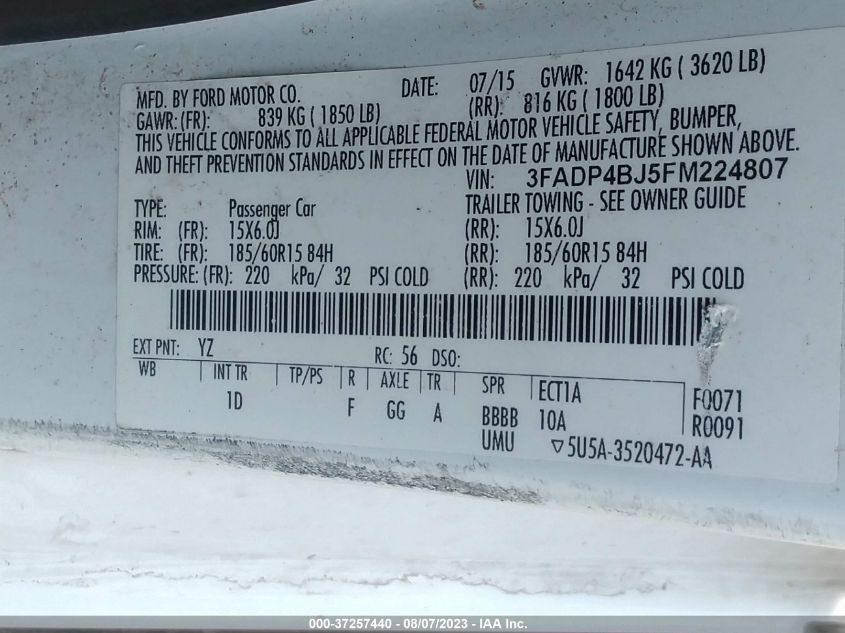 MFD. BY FORD MOTOR CO. DATE: 07/15 GVWR: 1642 KG ( 3620 LB)
GAWR: (FR): 839 KG ( 1850 LB) (RR): 816 KG ( 1800 LB)
THIS VEHICLE CONFORMS TO ALL APPLICABLE FEDERAL MOTOR VEHICLE SAFETY, BUMPER,
AND THEFT PREVENTION STANDARDS IN EFFECT ON THE DATE OF MANUFACTURE SHOWN ABOVE.
VIN: 3FADP4BJ5FM224807
TYPE: Passenger Car TRAILER TOWING - SEE OWNER GUIDE
RIM: (FR): 15X6.0J (RR): 15X6.0J
TIRE: (FR): 185/60R15 84H (RR): 185/60R15 84H
PRESSURE: (FR): 220 kPa/ 32 PSI COLD (RR): 220 kPa/ 32 PSI COLD
EXT PNT: YZ RC: 56 DSO:
WB INT TR TP/PS R AXLE TR SPR ECT1A F0071
1D F GG A BBBB 10A R0091
UMU ▽5U5A-3520472-AA
000-37257440 - 08/07/2023 - IAA Inc.